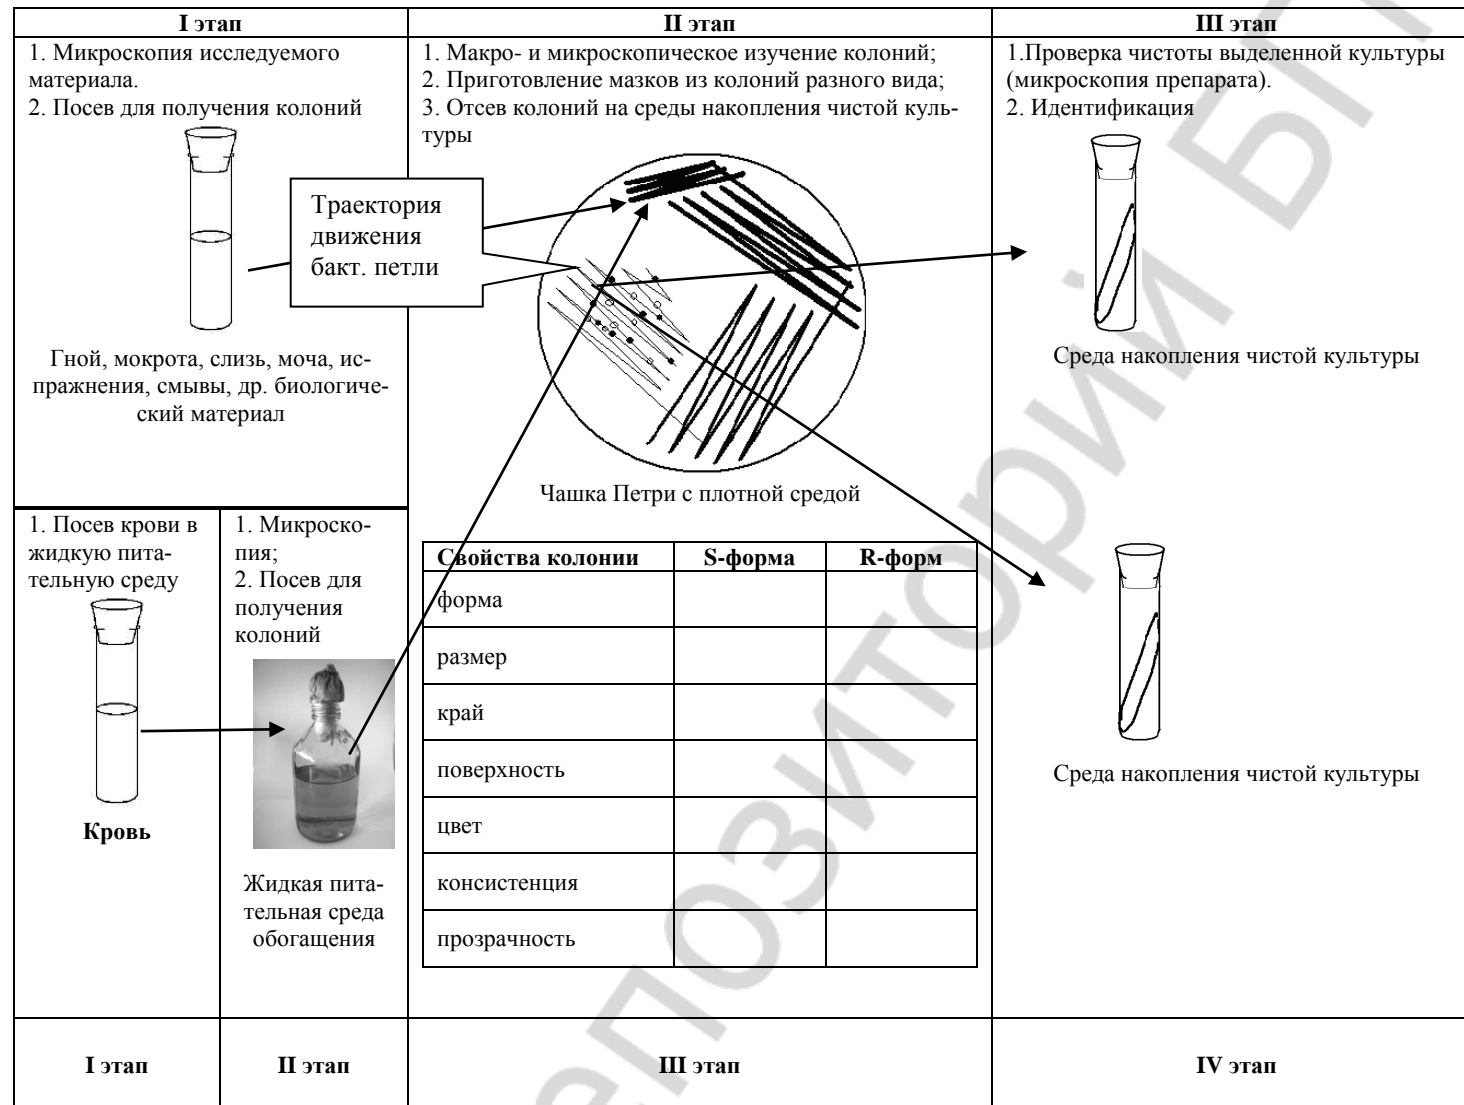 I этап
II этап
III этап
1. Микроскопия исследуемого
материала.
2. Посев для получения колоний
1. Макро- и микроскопическое изучение колоний;
2. Приготовление мазков из колоний разного вида;
3. Отсев колоний на среды накопления чистой куль-
туры
1.Проверка чистоты выделенной культуры
(микроскопия препарата).
2. Идентификация
Траектория
движения
бакт. петли
Гной, мокрота, слизь, моча, ис-
пражнения, смывы, др. биологиче-
ский материал
Чашка Петри с плотной средой
Среда накопления чистой культуры
1. Посев крови в
жидкую пита-
тельную среду
Кровь
1. Микроско-
пия;
2. Посев для
получения
колоний
Жидкая пита-
тельная среда
обогащения
Свойства колонии S-форма R-форм
форма
размер
край
поверхность
цвет
консистенция
прозрачность
Среда накопления чистой культуры
I этап
II этап
III этап
IV этап